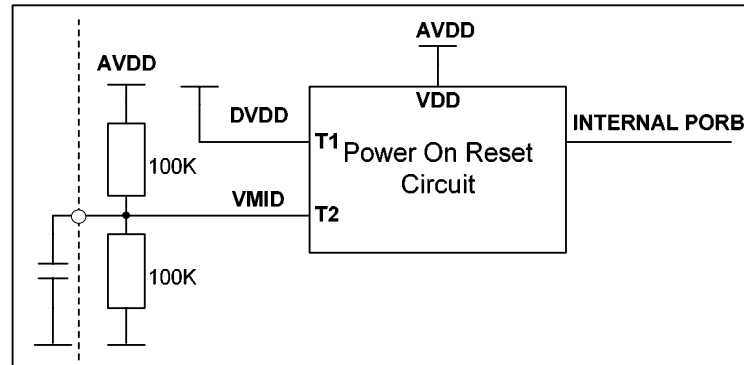 AVDD
AVDD
DVDD
VDD
INTERNAL PORB
T1
Power On Reset
Circuit
100K
VMID
T2
100K